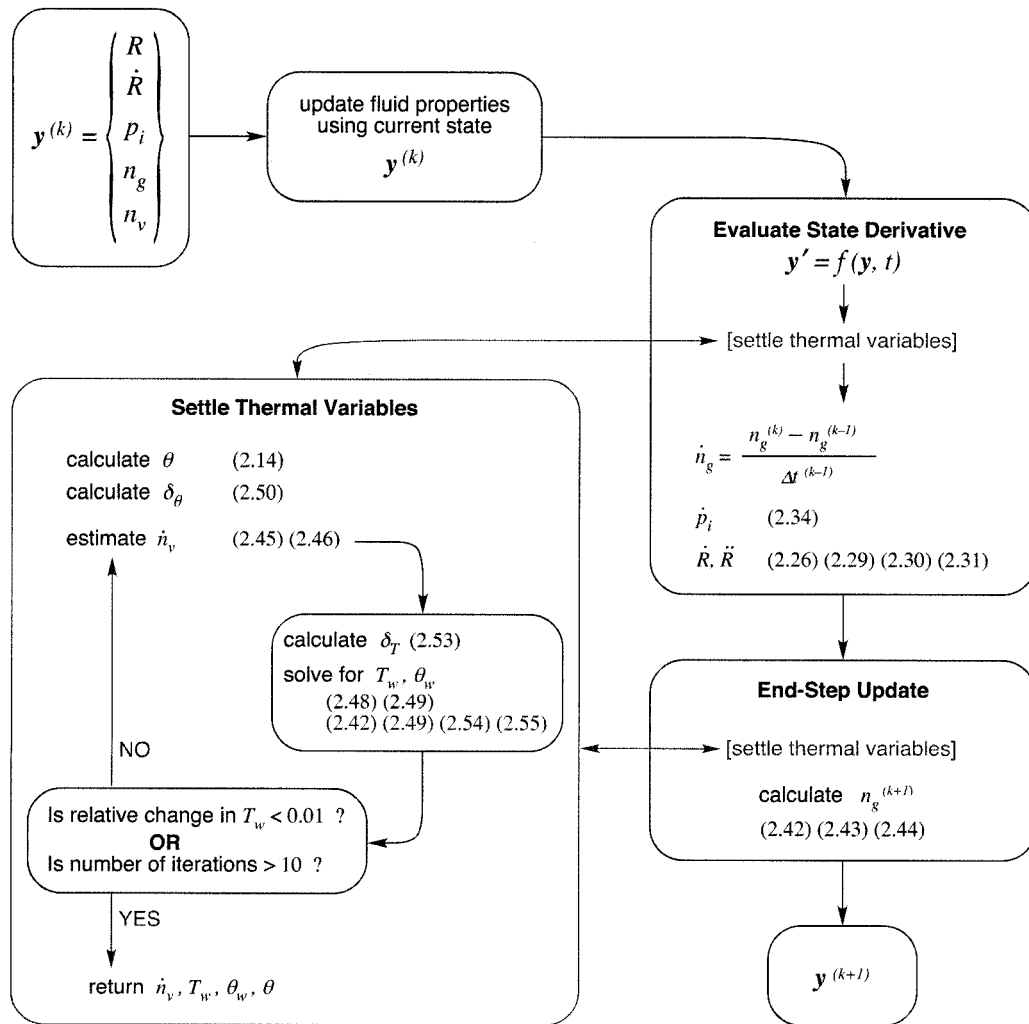 y(k) = { R Ṙ p_i n_g n_v }
update fluid properties
using current state
y(k)
Evaluate State Derivative
y′ = f(y, t)
[settle thermal variables]
ṅ_g = (n_g^(k) − n_g^(k−1)) / Δt^(k−1)
ṗ_i (2.34)
Ṙ, R̈ (2.26) (2.29) (2.30) (2.31)
Settle Thermal Variables
calculate θ (2.14)
calculate δ_θ (2.50)
estimate ṅ_v (2.45) (2.46)
calculate δ_T (2.53)
solve for T_w, θ_w
(2.48) (2.49)
(2.42) (2.49) (2.54) (2.55)
NO
Is relative change in T_w < 0.01 ?
OR
Is number of iterations > 10 ?
YES
return ṅ_v, T_w, θ_w, θ
End-Step Update
[settle thermal variables]
calculate n_g^(k+1)
(2.42) (2.43) (2.44)
y(k+1)